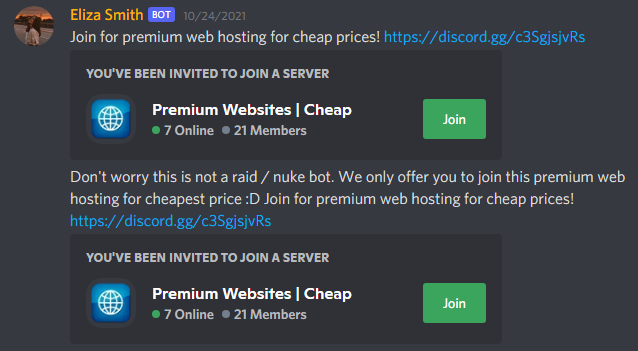 Eliza Smith BOT 10/24/2021
Join for premium web hosting for cheap prices! https://discord.gg/c3SgjsjvRs
YOU'VE BEEN INVITED TO JOIN A SERVER
Premium Websites | Cheap
7 Online 21 Members
Join
Don't worry this is not a raid / nuke bot. We only offer you to join this premium web
hosting for cheapest price :D Join for premium web hosting for cheap prices!
https://discord.gg/c3SgjsjvRs
YOU'VE BEEN INVITED TO JOIN A SERVER
Premium Websites | Cheap
7 Online 21 Members
Join